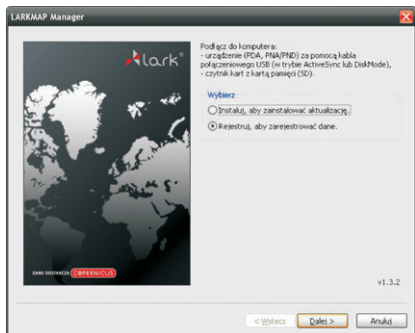 LARKMAP Manager
Lark
Podłącz do komputera:
- urządzenie (PDA, PNA/PND) za pomocą kabla
połączeniowego USB (w trybie ActiveSync lub DiskMode),
- czytnik kart z kartą pamięci (SD).
Wybierz
Instaluj, aby zainstalować aktualizację.
Rejestruj, aby zarejestrować dane.
DANE DOSTARCZA COPERNICUS
v1.3.2
< Wstecz Dalej > Anuluj